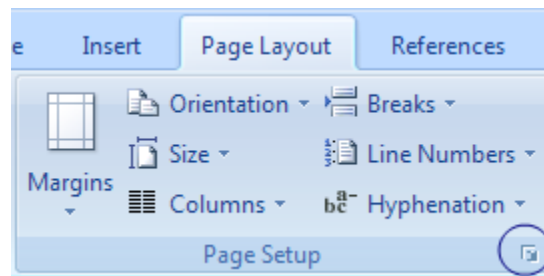 e Insert Page Layout References
Orientation Breaks
Size Line Numbers
Margins
Columns Hyphenation
Page Setup